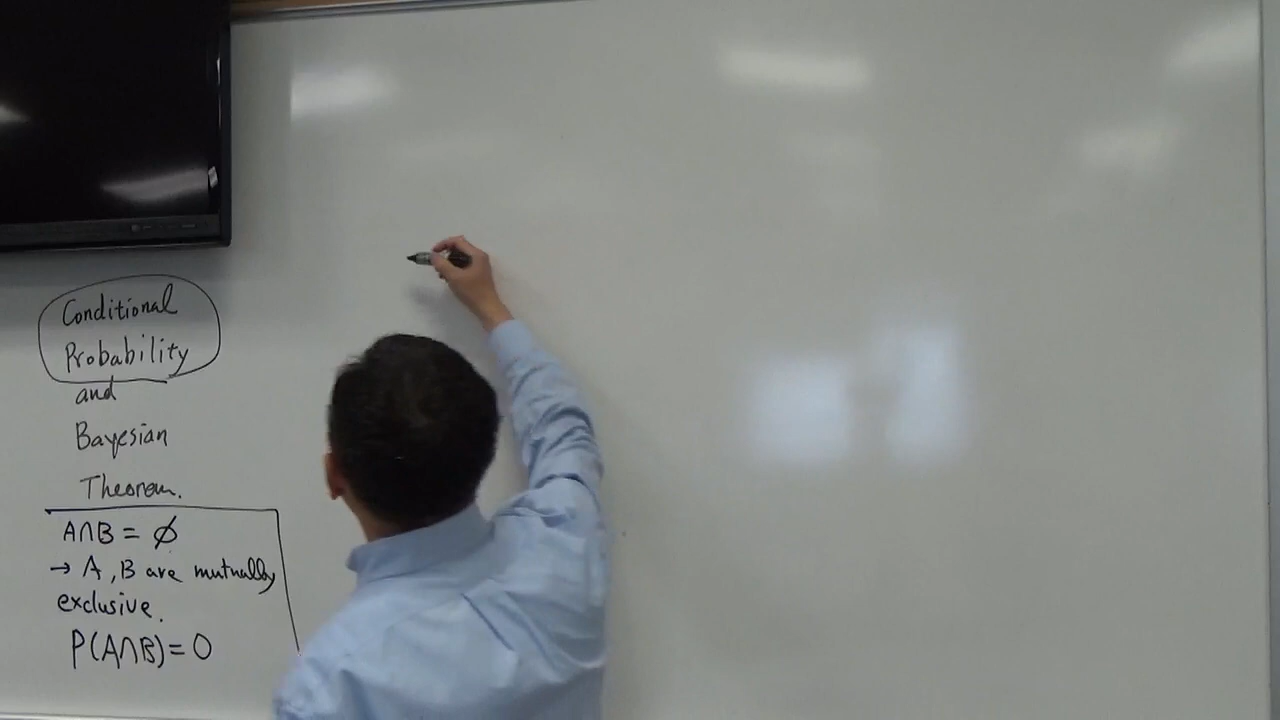 Conditional
Probability
and
Bayesian
Theorem.
A∩B = ∅
→ A, B are mutually
exclusive.
P(A∩B) = 0